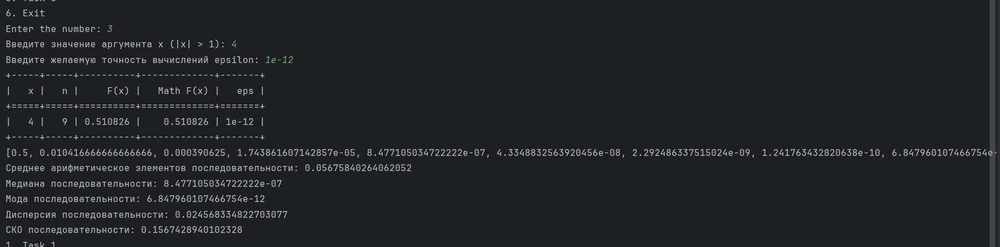 6. Exit
Enter the number: 3
Введите значение аргумента x (|x| > 1): 4
Введите желаемую точность вычислений epsilon: 1e-12
+-----+-----+----------+-------------+-------+
|   x |   n |     F(x) |   Math F(x) |   eps |
+=====+=====+==========+=============+=======+
|   4 |   9 | 0.510826 |    0.510826 | 1e-12 |
+-----+-----+----------+-------------+-------+
[0.5, 0.010416666666666666, 0.000390625, 1.743861607142857e-05, 8.477105034722222e-07, 4.3348832563920456e-08, 2.292486337515024e-09, 1.241763432820638e-10, 6.847960107466754e-
Среднее арифметическое элементов последовательности: 0.05675840264062052
Медиана последовательности: 8.477105034722222e-07
Мода последовательности: 6.847960107466754e-12
Дисперсия последовательности: 0.024568334822703077
СКО последовательности: 0.1567428940102328
1. Task 1